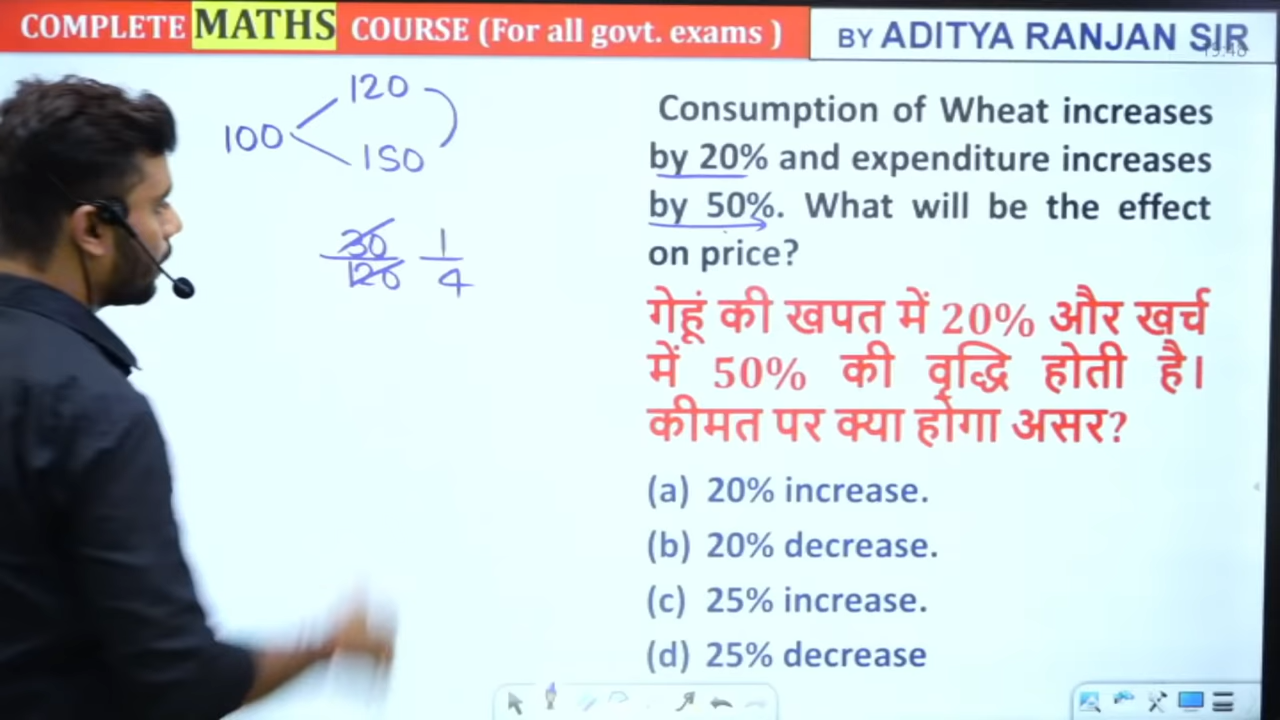 COMPLETE MATHS COURSE (For all govt. exams )
BY ADITYA RANJAN SIR
19:48
100
120
150
30 1
120 4
Consumption of Wheat increases
by 20% and expenditure increases
by 50%. What will be the effect
on price?
गेहूं की खपत में 20% और खर्च
में 50% की वृद्धि होती है।
कीमत पर क्या होगा असर?
(a) 20% increase.
(b) 20% decrease.
(c) 25% increase.
(d) 25% decrease